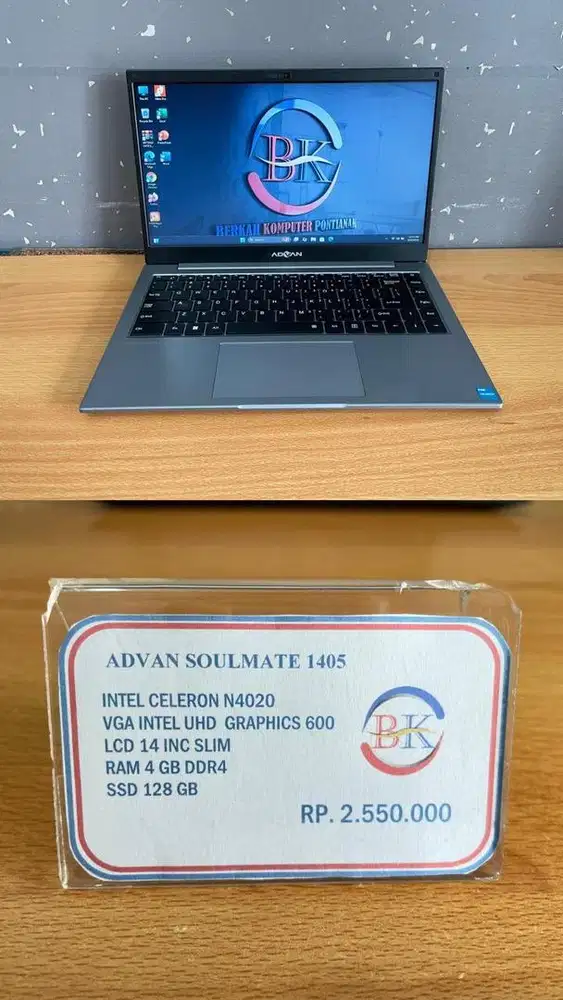 BK
BERKAH KOMPUTER PONTIANAK
ADVAN
ADVAN SOULMATE 1405
INTEL CELERON N4020
VGA INTEL UHD GRAPHICS 600
LCD 14 INC SLIM
RAM 4 GB DDR4
SSD 128 GB
BK
RP. 2.550.000